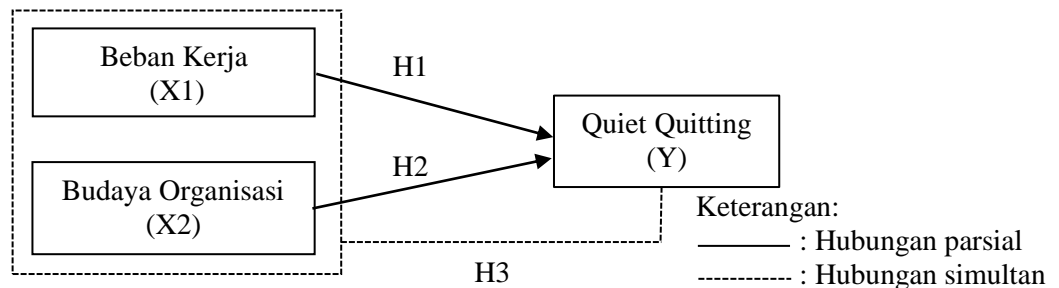 Beban Kerja
(X1)
H1
Quiet Quitting
(Y)
Budaya Organisasi
(X2)
H2
H3
Keterangan:
: Hubungan parsial
: Hubungan simultan